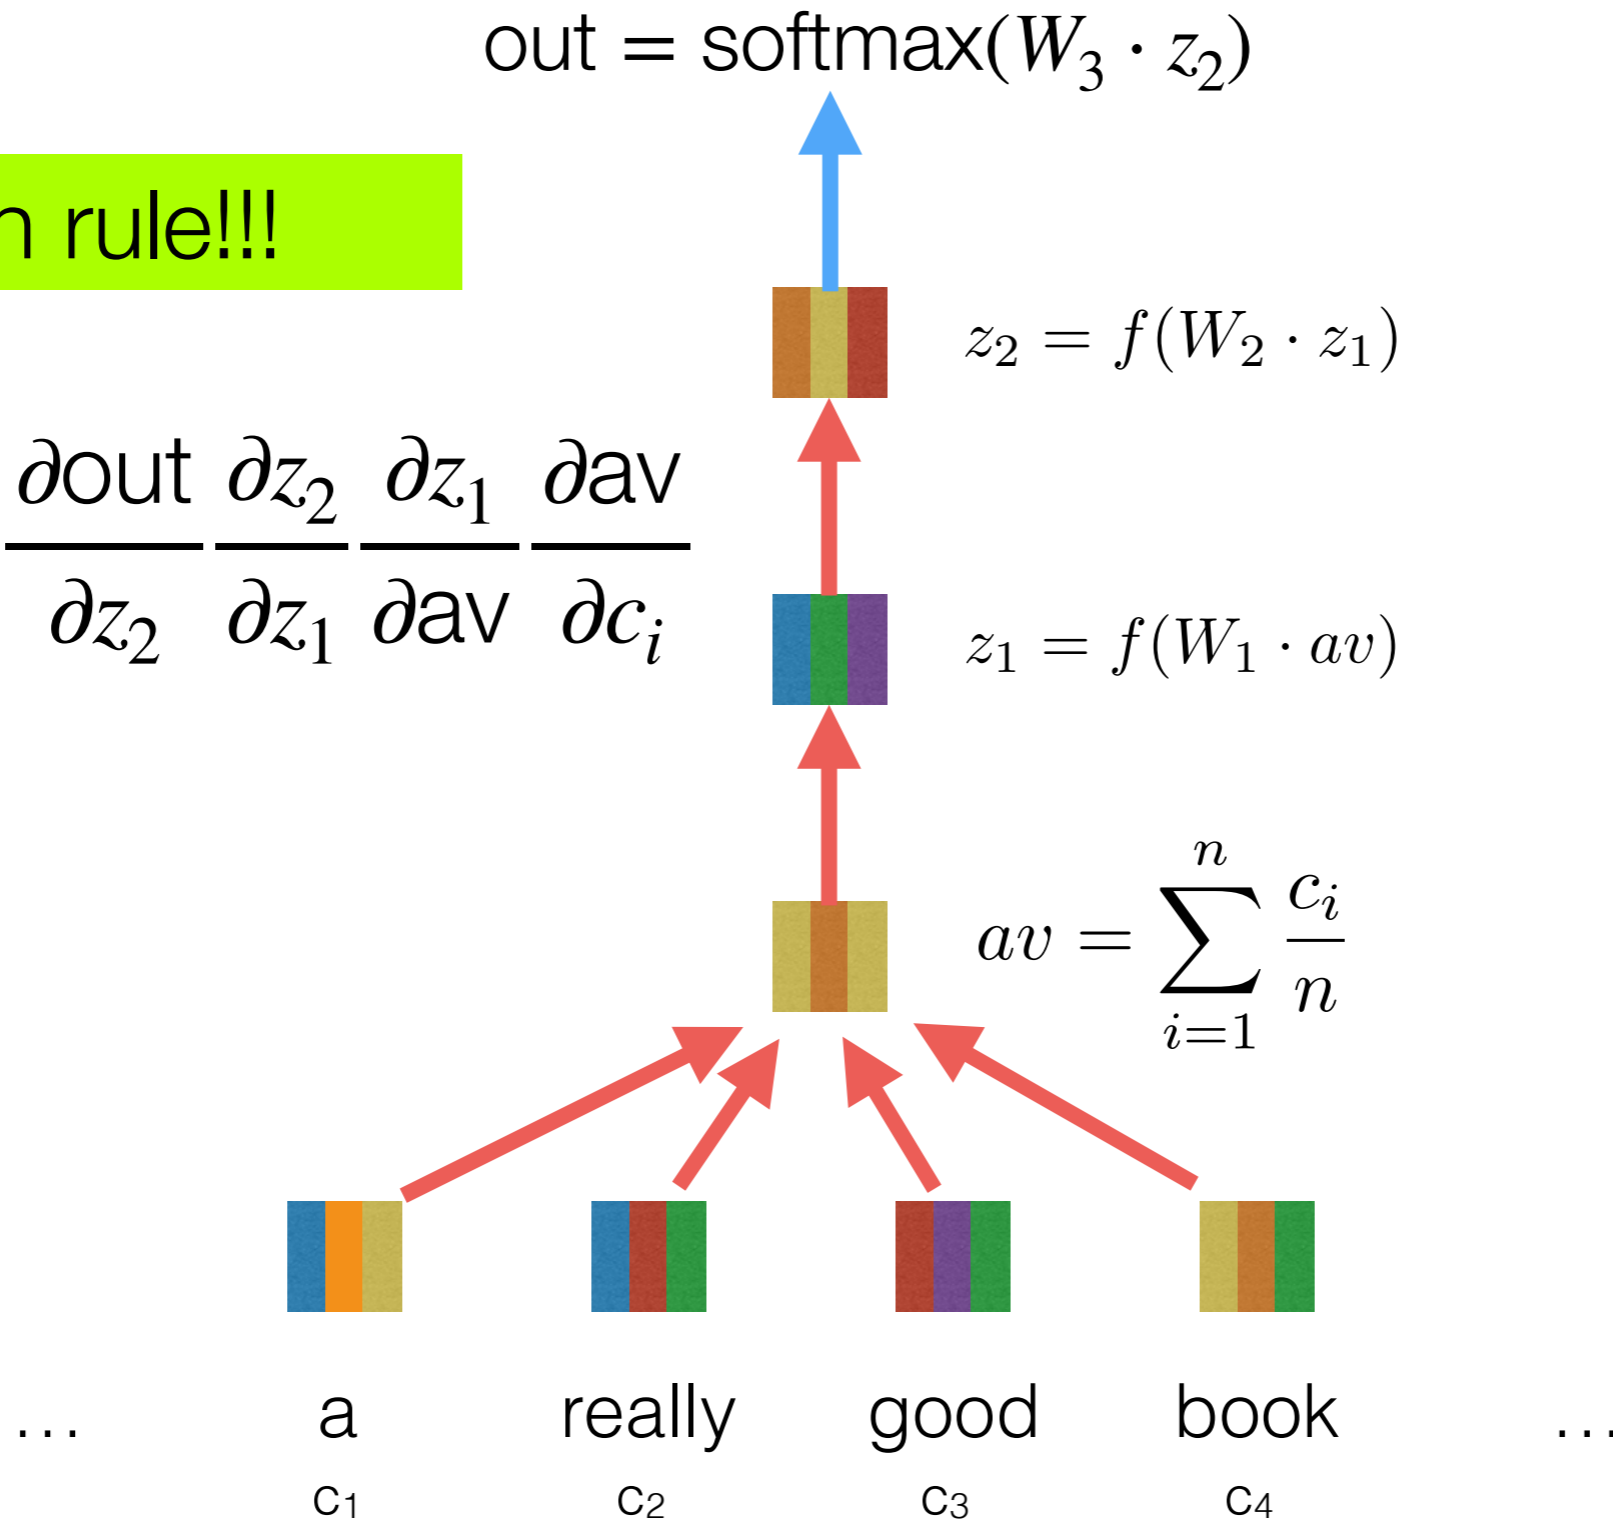 out = softmax(W₃ · z₂)
n rule!!!
z₂ = f(W₂ · z₁)
∂out/∂z₂ ∂z₂/∂z₁ ∂z₁/∂av ∂av/∂cᵢ
z₁ = f(W₁ · av)
av = ∑ᵢ₌₁ⁿ cᵢ/n
... a really good book ...
c₁ c₂ c₃ c₄